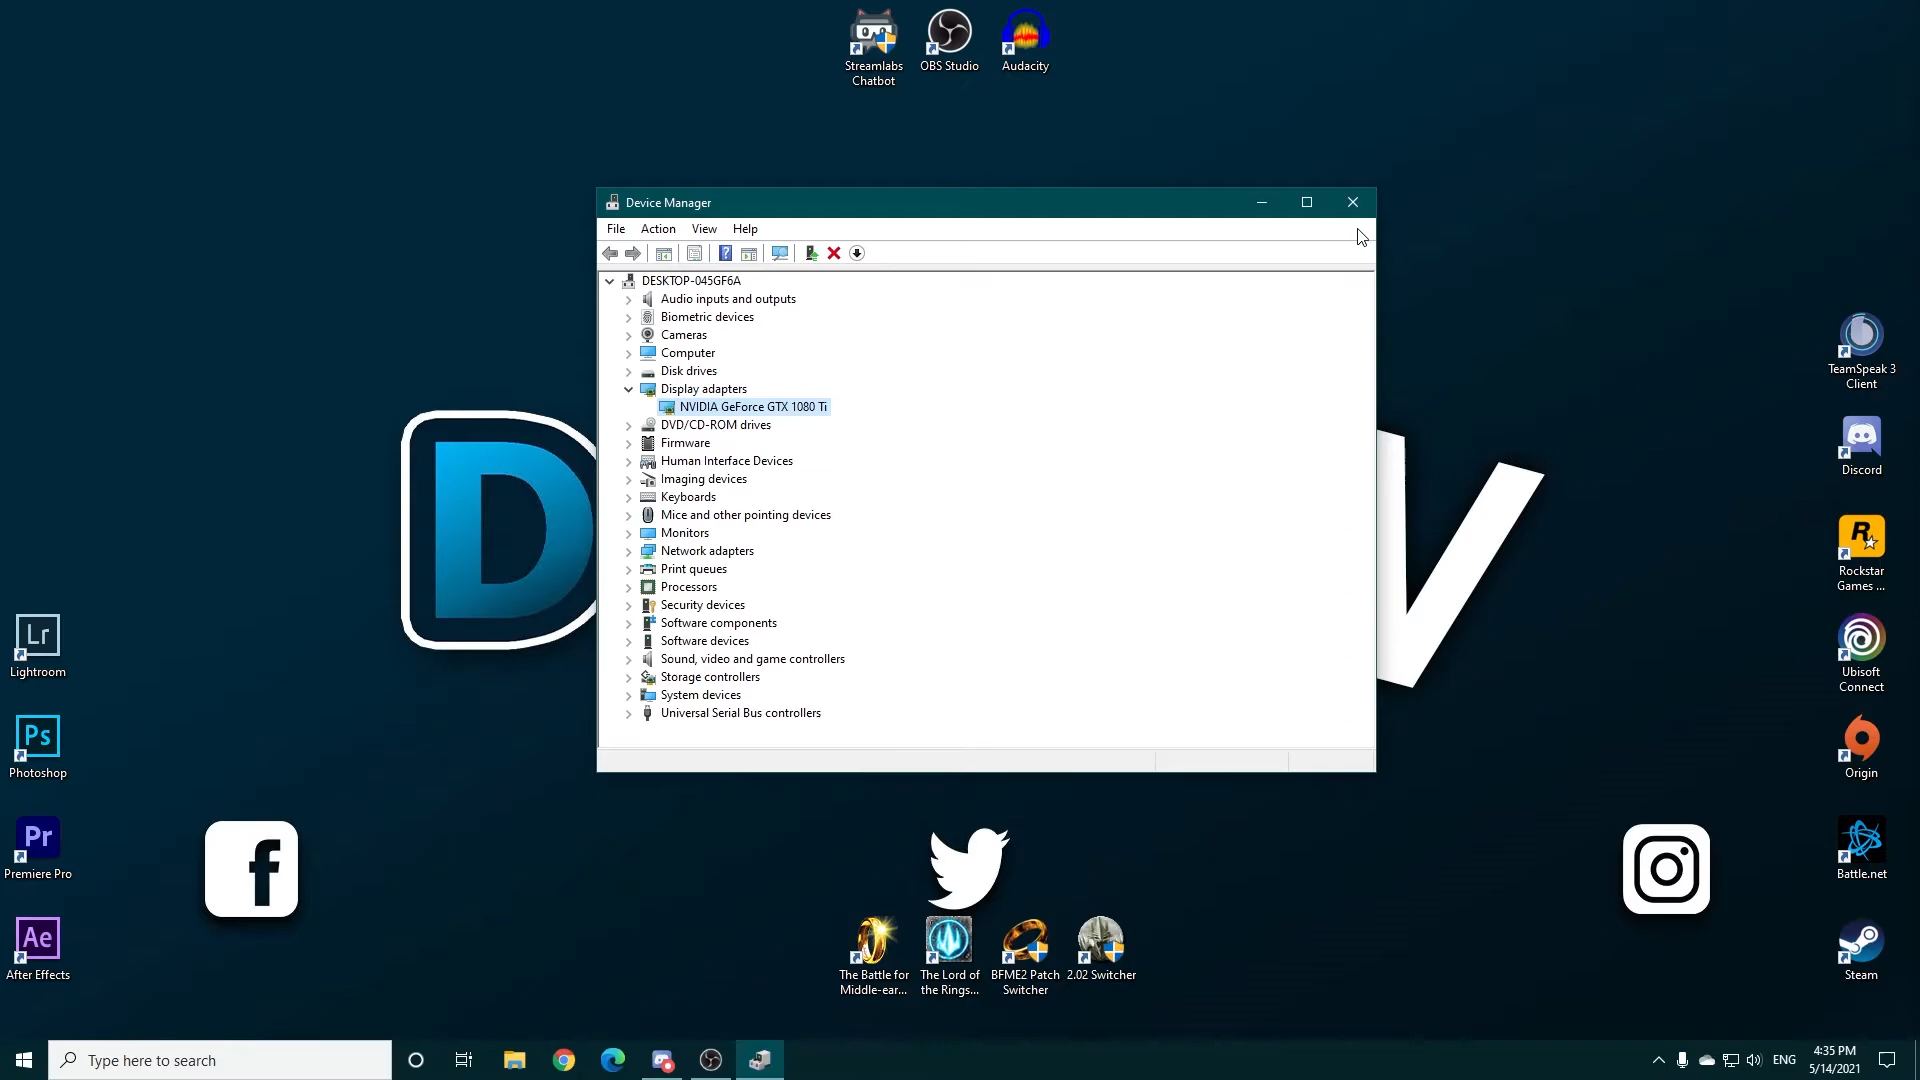 Streamlabs
Chatbot
OBS Studio
Audacity
Device Manager
File
Action
View
Help
DESKTOP-045GF6A
Audio inputs and outputs
Biometric devices
Cameras
Computer
Disk drives
Display adapters
NVIDIA GeForce GTX 1080 Ti
DVD/CD-ROM drives
Firmware
Human Interface Devices
Imaging devices
Keyboards
Mice and other pointing devices
Monitors
Network adapters
Print queues
Processors
Security devices
Software components
Software devices
Sound, video and game controllers
Storage controllers
System devices
Universal Serial Bus controllers
D
V
Lr
Lightroom
Ps
Photoshop
Pr
Premiere Pro
Ae
After Effects
f
TeamSpeak 3
Client
Discord
R
Rockstar
Games ...
Ubisoft
Connect
Origin
Battle.net
Steam
The Battle for
Middle-ear...
The Lord of
the Rings...
BFME2 Patch
Switcher
2.02 Switcher
Type here to search
ENG
4:35 PM
5/14/2021